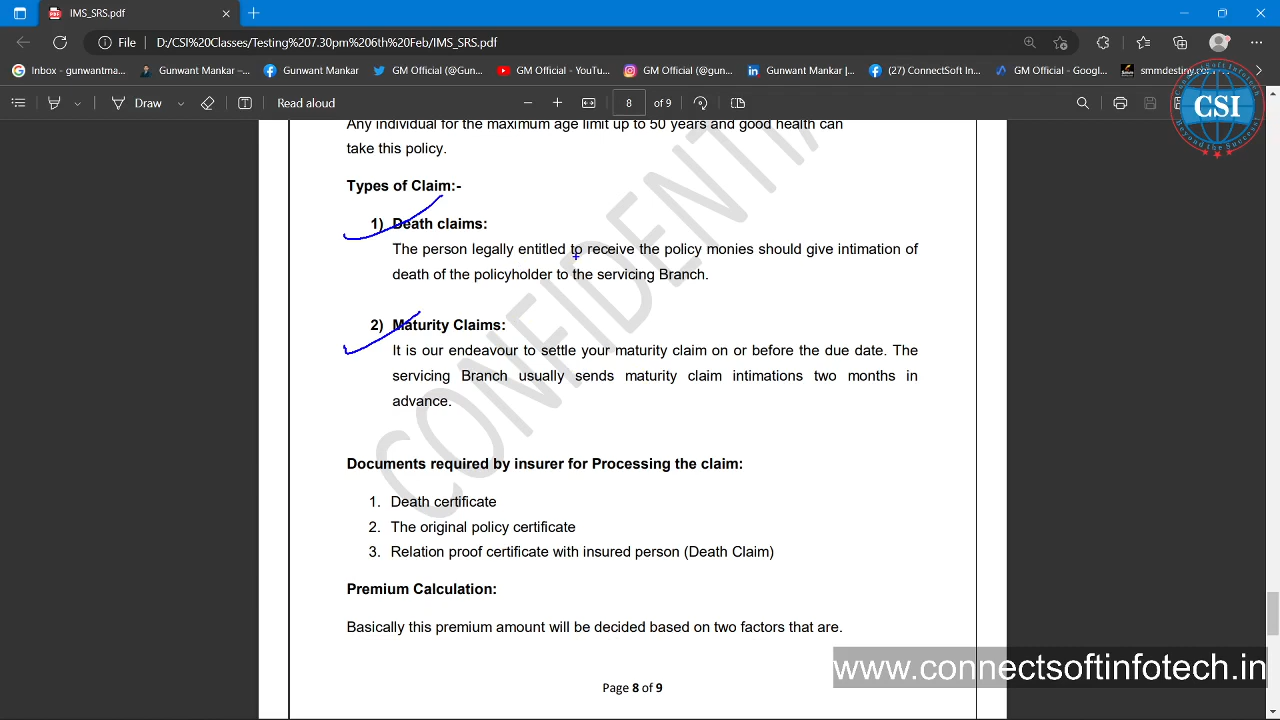 IMS_SRS.pdf
File D:/CSI%20Classes/Testing%207.30pm%206th%20Feb/IMS_SRS.pdf
Inbox - gunwantma... Gunwant Mankar –... Gunwant Mankar GM Official (@Gun... GM Official - YouTu... GM Official (@gun... Gunwant Mankar |... (27) ConnectSoft In... GM Official - Googl... smmdestiny.com
Draw Read aloud 8 of 9
CSI
Any individual for the maximum age limit up to 50 years and good health can
take this policy.
Types of Claim:-
1) Death claims:
The person legally entitled to receive the policy monies should give intimation of
death of the policyholder to the servicing Branch.
2) Maturity Claims:
It is our endeavour to settle your maturity claim on or before the due date. The
servicing Branch usually sends maturity claim intimations two months in
advance.
Documents required by insurer for Processing the claim:
1. Death certificate
2. The original policy certificate
3. Relation proof certificate with insured person (Death Claim)
Premium Calculation:
Basically this premium amount will be decided based on two factors that are.
www.connectsoftinfotech.in
Page 8 of 9